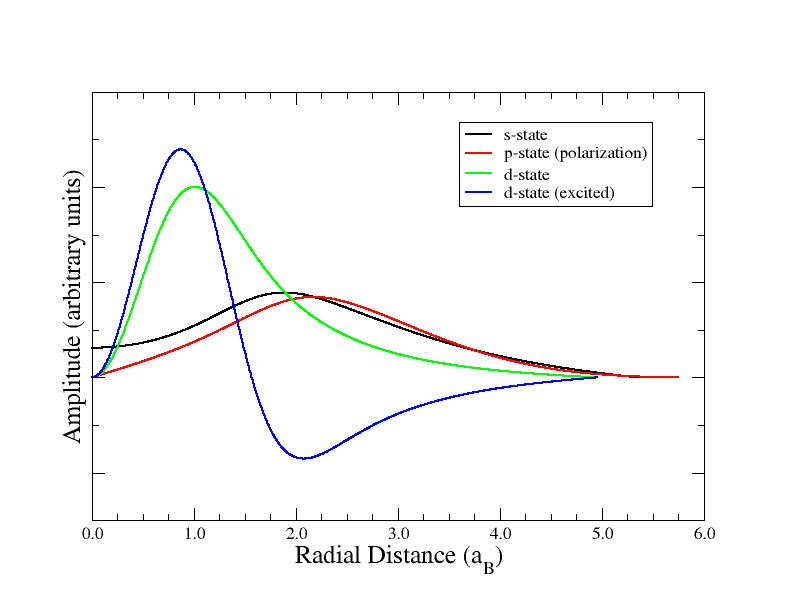 s-state
p-state (polarization)
d-state
d-state (excited)
Amplitude (arbitrary units)
0.0 1.0 2.0 3.0 4.0 5.0 6.0
Radial Distance (a_B)